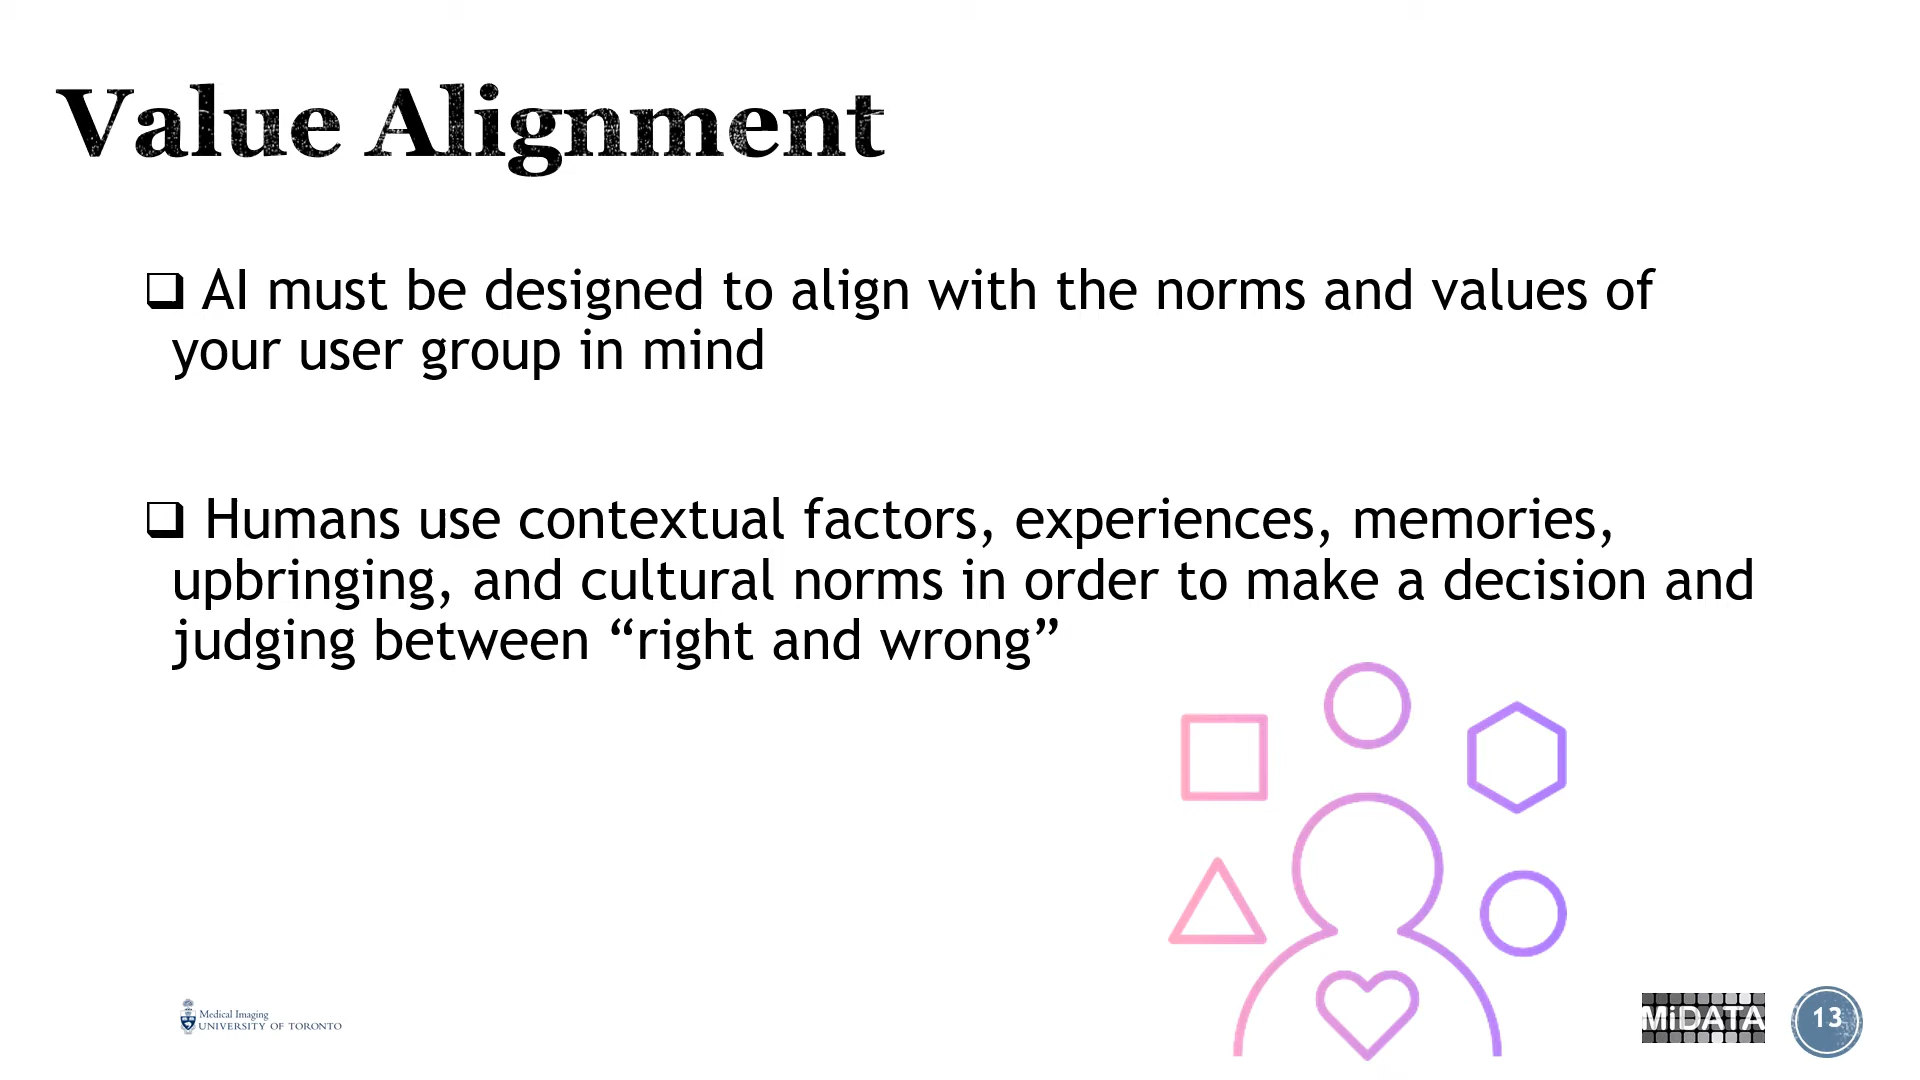 Value Alignment
AI must be designed to align with the norms and values of
your user group in mind
Humans use contextual factors, experiences, memories,
upbringing, and cultural norms in order to make a decision and
judging between “right and wrong”
Medical Imaging
UNIVERSITY OF TORONTO
MiDATA
13